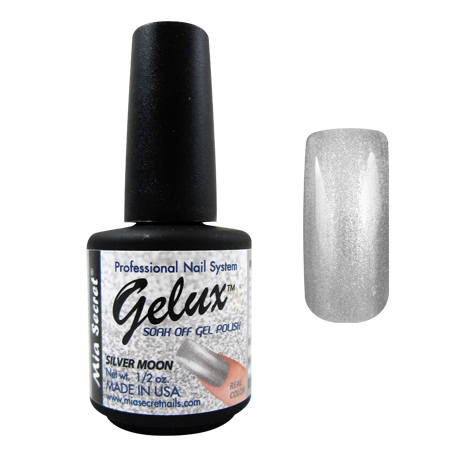 Mia Secret®
Professional Nail System
Gelux™
SOAK OFF GEL POLISH
SILVER MOON
Net wt. 1/2 oz.
MADE IN USA
www.miasecretnails.com
REAL COLOR